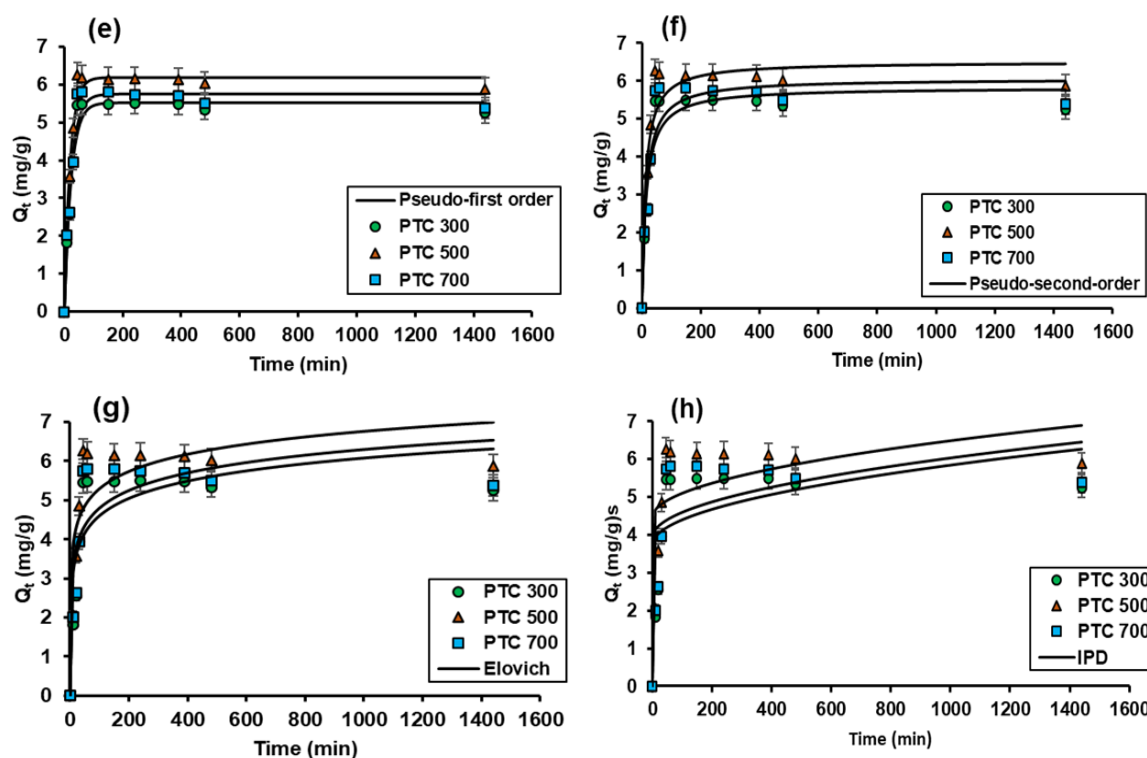 (e)
7
6
5
4
3
2
1
0
Qt (mg/g)
0 200 400 600 800 1000 1200 1400 1600
Time (min)
Pseudo-first order
PTC 300
PTC 500
PTC 700
(f)
7
6
5
4
3
2
1
0
Qt (mg/g)
0 200 400 600 800 1000 1200 1400 1600
Time (min)
PTC 300
PTC 500
PTC 700
Pseudo-second-order
(g)
7
6
5
4
3
2
1
0
Qt (mg/g)
0 200 400 600 800 1000 1200 1400 1600
Time (min)
PTC 300
PTC 500
PTC 700
Elovich
(h)
7
6
5
4
3
2
1
0
Qt (mg/g)s
0 200 400 600 800 1000 1200 1400 1600
Time (min)
PTC 300
PTC 500
PTC 700
IPD